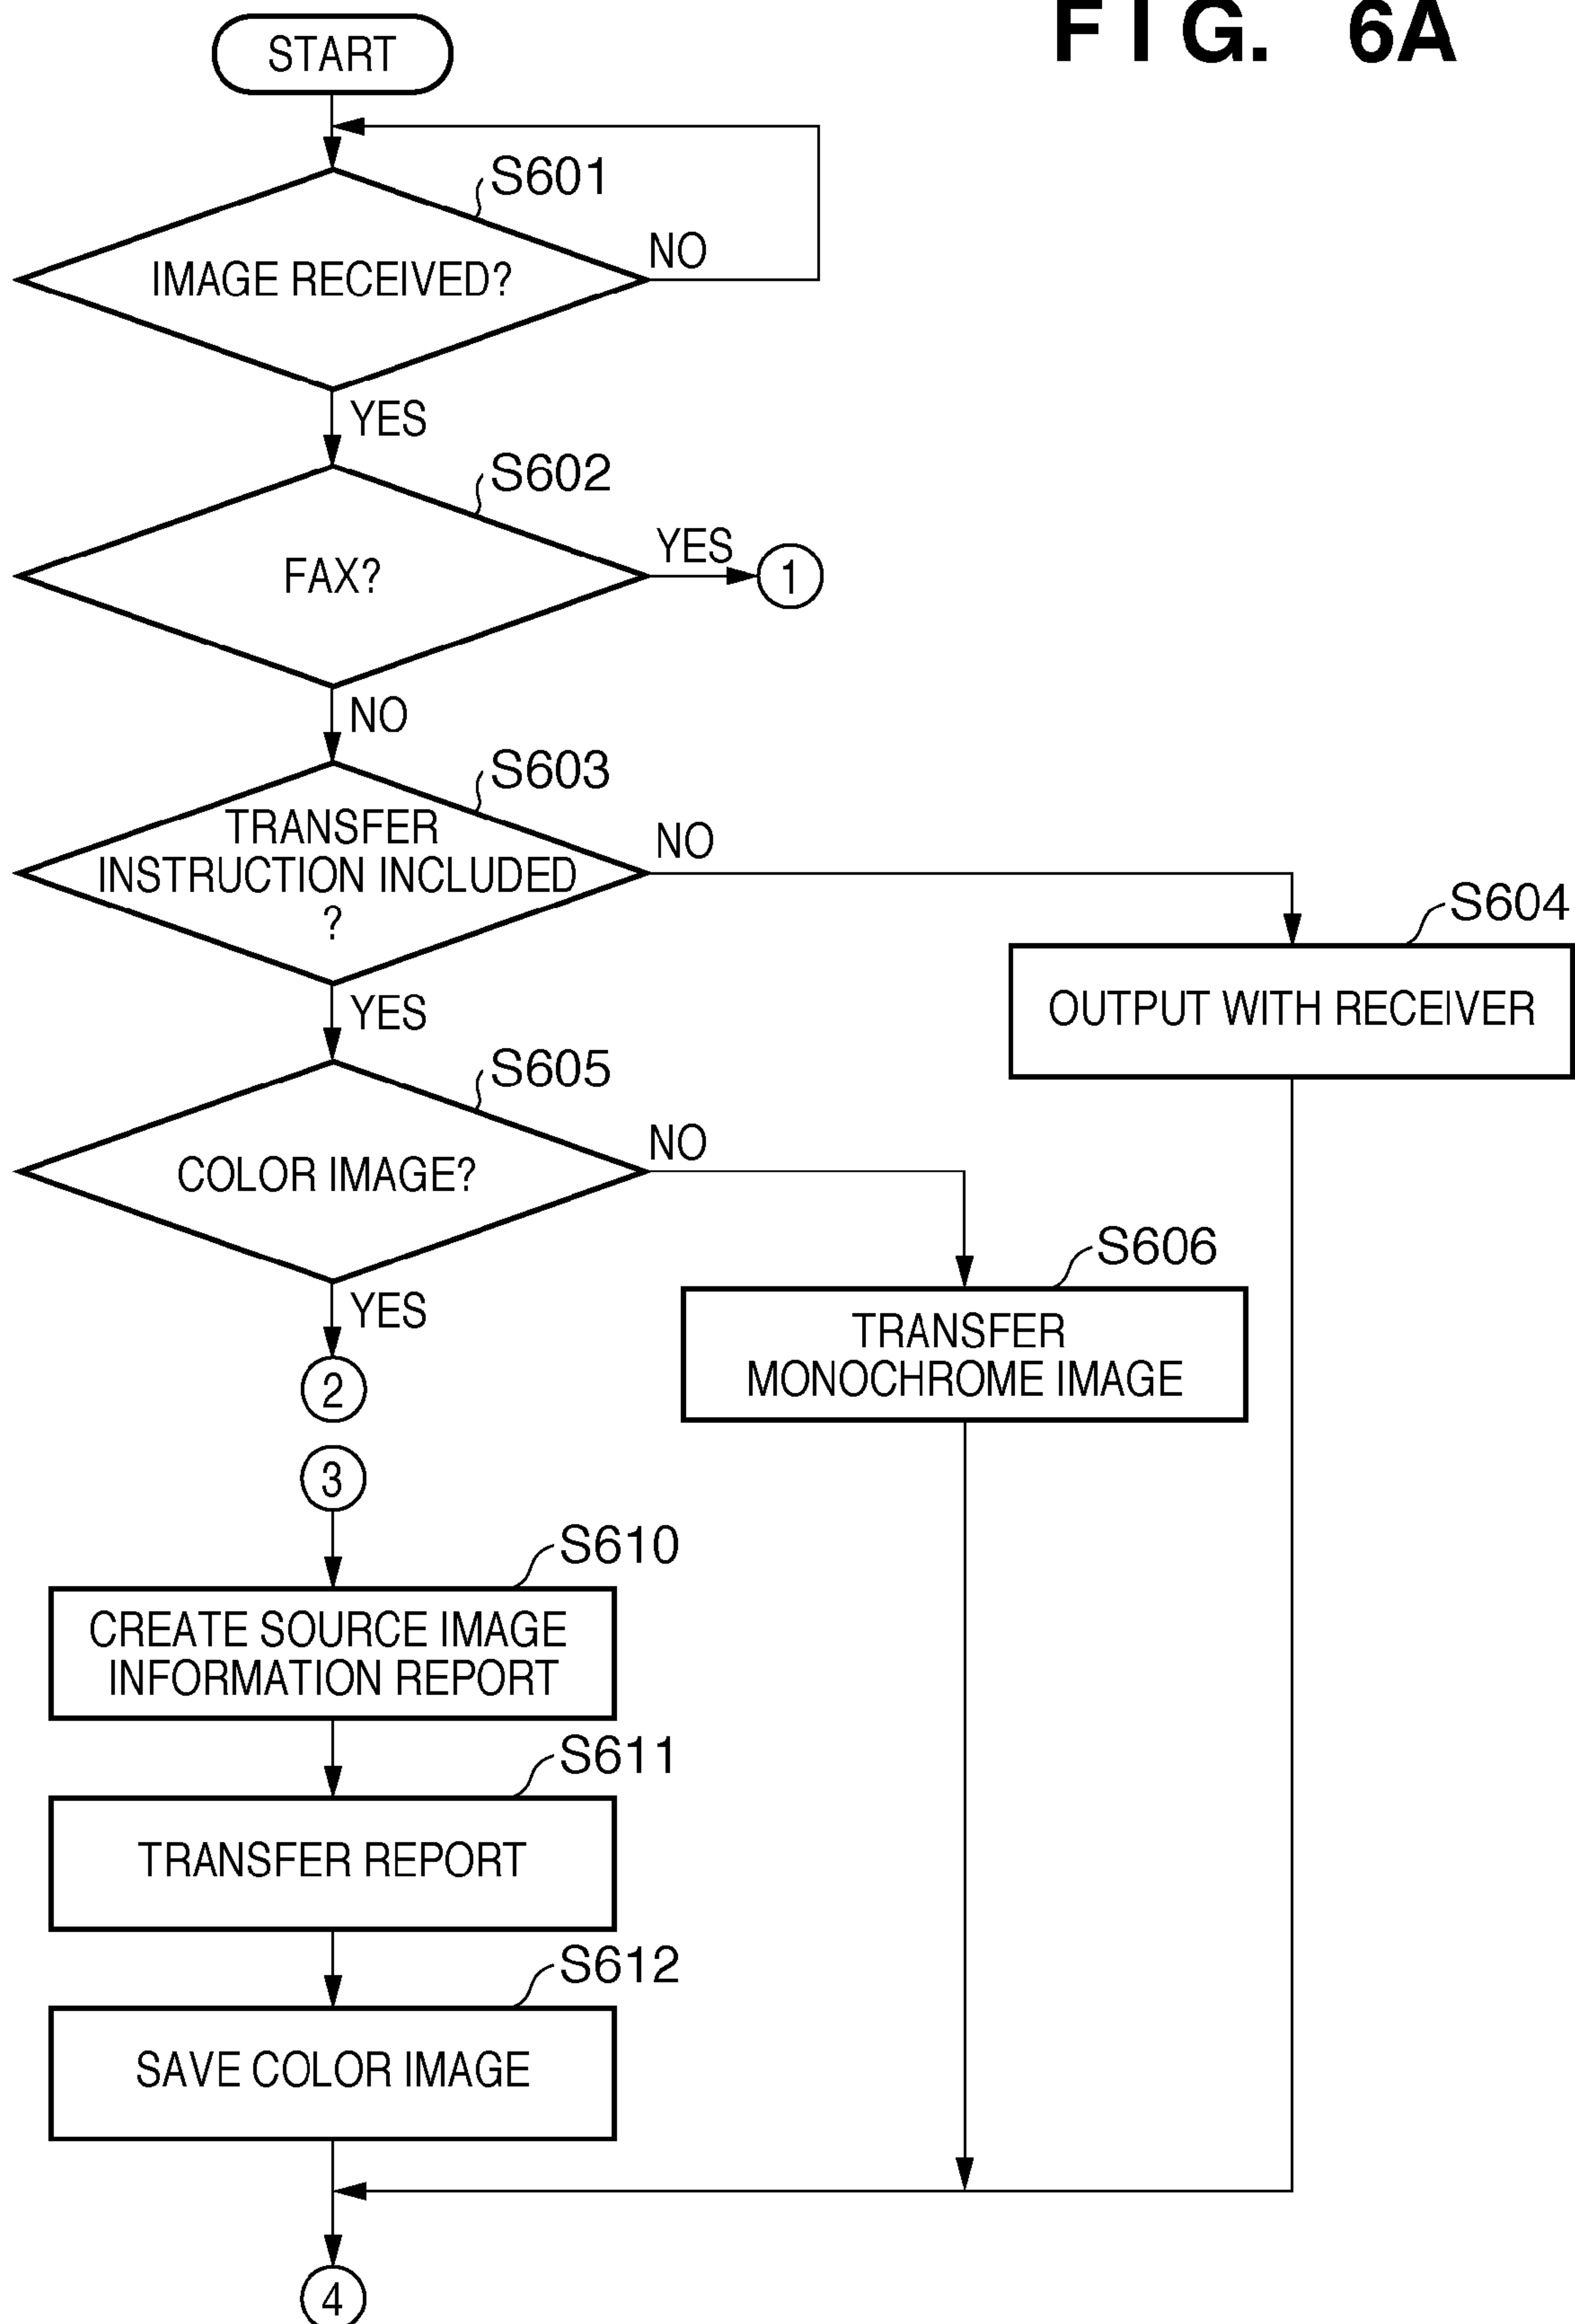 FIG. 6A
START
S601
IMAGE RECEIVED?
NO
YES
S602
FAX?
YES
1
NO
S603
TRANSFER
INSTRUCTION INCLUDED
?
NO
S604
OUTPUT WITH RECEIVER
YES
S605
COLOR IMAGE?
NO
S606
TRANSFER
MONOCHROME IMAGE
YES
2
3
S610
CREATE SOURCE IMAGE
INFORMATION REPORT
S611
TRANSFER REPORT
S612
SAVE COLOR IMAGE
4